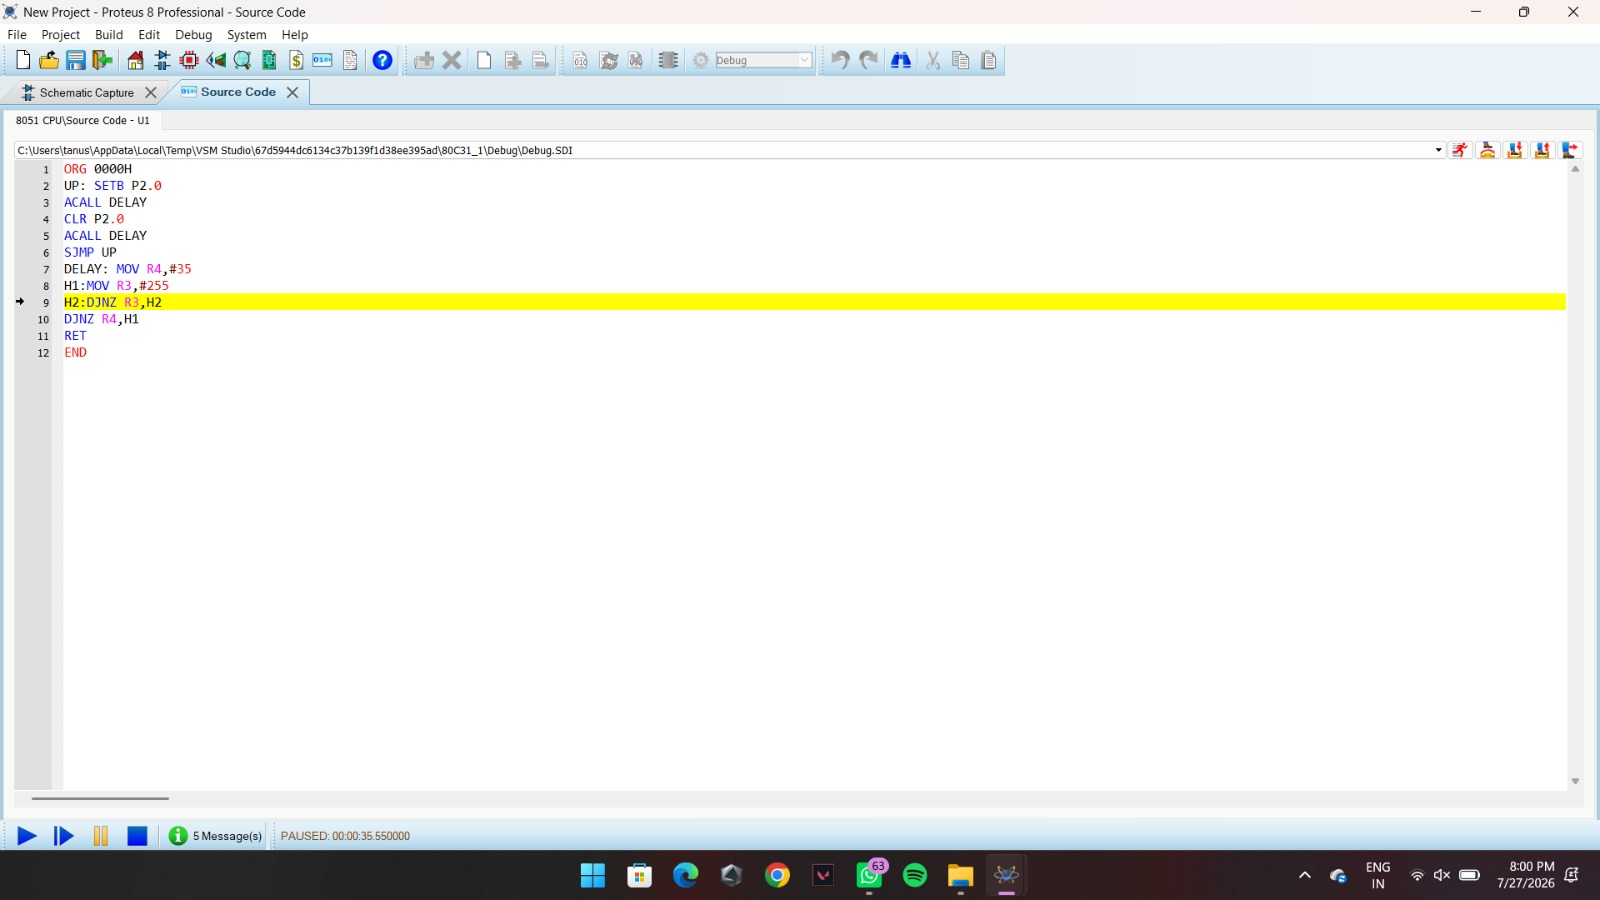 New Project - Proteus 8 Professional - Source Code
File Project Build Edit Debug System Help
Debug
Schematic Capture Source Code
8051 CPU\Source Code - U1
C:\Users\tanus\AppData\Local\Temp\VSM Studio\67d5944dc6134c37b139f1d38ee395ad\80C31_1\Debug\Debug.SDI
1 ORG 0000H
2 UP: SETB P2.0
3 ACALL DELAY
4 CLR P2.0
5 ACALL DELAY
6 SJMP UP
7 DELAY: MOV R4,#35
8 H1:MOV R3,#255
9 H2:DJNZ R3,H2
10 DJNZ R4,H1
11 RET
12 END
5 Message(s) PAUSED: 00:00:35.550000
63
ENG
IN
8:00 PM
7/27/2026